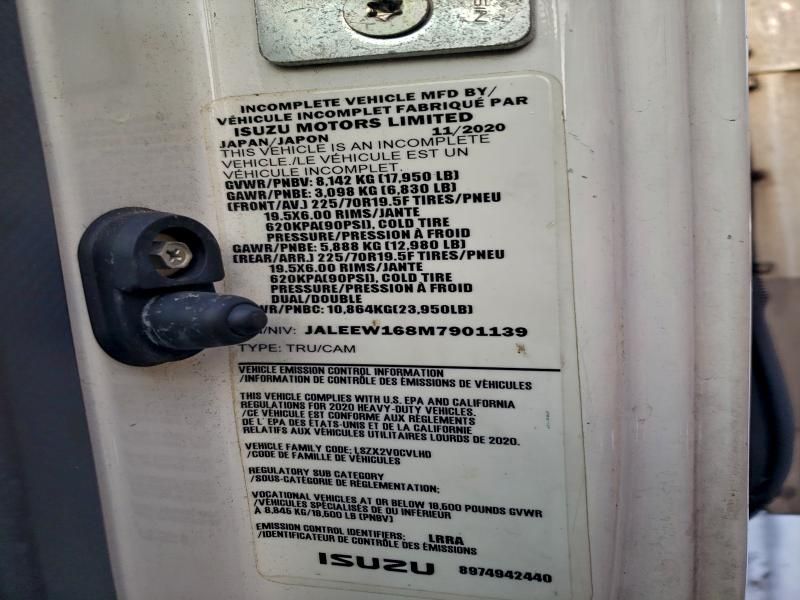 INCOMPLETE VEHICLE MFD BY/
VÉHICULE INCOMPLET FABRIQUÉ PAR
ISUZU MOTORS LIMITED
JAPAN/JAPON 11/2020
THIS VEHICLE IS AN INCOMPLETE
VEHICLE./LE VÉHICULE EST UN
VÉHICULE INCOMPLET.
GVWR/PNBV: 8,142 KG (17,950 LB)
GAWR/PNBE: 3,098 KG (6,830 LB)
(FRONT/AV.) 225/70R19.5F TIRES/PNEU
19.5X6.00 RIMS/JANTE
620KPA(90PSI), COLD TIRE
PRESSURE/PRESSION À FROID
GAWR/PNBE: 5,888 KG (12,980 LB)
(REAR/ARR.) 225/70R19.5F TIRES/PNEU
19.5X6.00 RIMS/JANTE
620KPA(90PSI), COLD TIRE
PRESSURE/PRESSION À FROID
DUAL/DOUBLE
WR/PNBC: 10,864KG(23,950LB)
/NIV: JALEEW168M7901139
TYPE: TRU/CAM
VEHICLE EMISSION CONTROL INFORMATION
/INFORMATION DE CONTRÔLE DES ÉMISSIONS DE VÉHICULES
THIS VEHICLE COMPLIES WITH U.S. EPA AND CALIFORNIA
REGULATIONS FOR 2020 HEAVY-DUTY VEHICLES.
/CE VÉHICULE EST CONFORME AUX RÈGLEMENTS
DE L' EPA DES ÉTATS-UNIS ET DE LA CALIFORNIE
RELATIFS AUX VÉHICULES UTILITAIRES LOURDS DE 2020.
VEHICLE FAMILY CODE: LSZX2VOCVLHD
/CODE DE FAMILLE DE VÉHICULES
REGULATORY SUB CATEGORY
/SOUS-CATÉGORIE DE RÉGLEMENTATION:
VOCATIONAL VEHICLES AT OR BELOW 19,500 POUNDS GVWR
/VÉHICULES SPÉCIALISÉS DE OU INFÉRIEUR
À 8,845 KG/19,500 LB (PNBV)
EMISSION CONTROL IDENTIFIERS: LRRA
/IDENTIFICATEUR DE CONTRÔLE DES ÉMISSIONS
ISUZU 8974942440